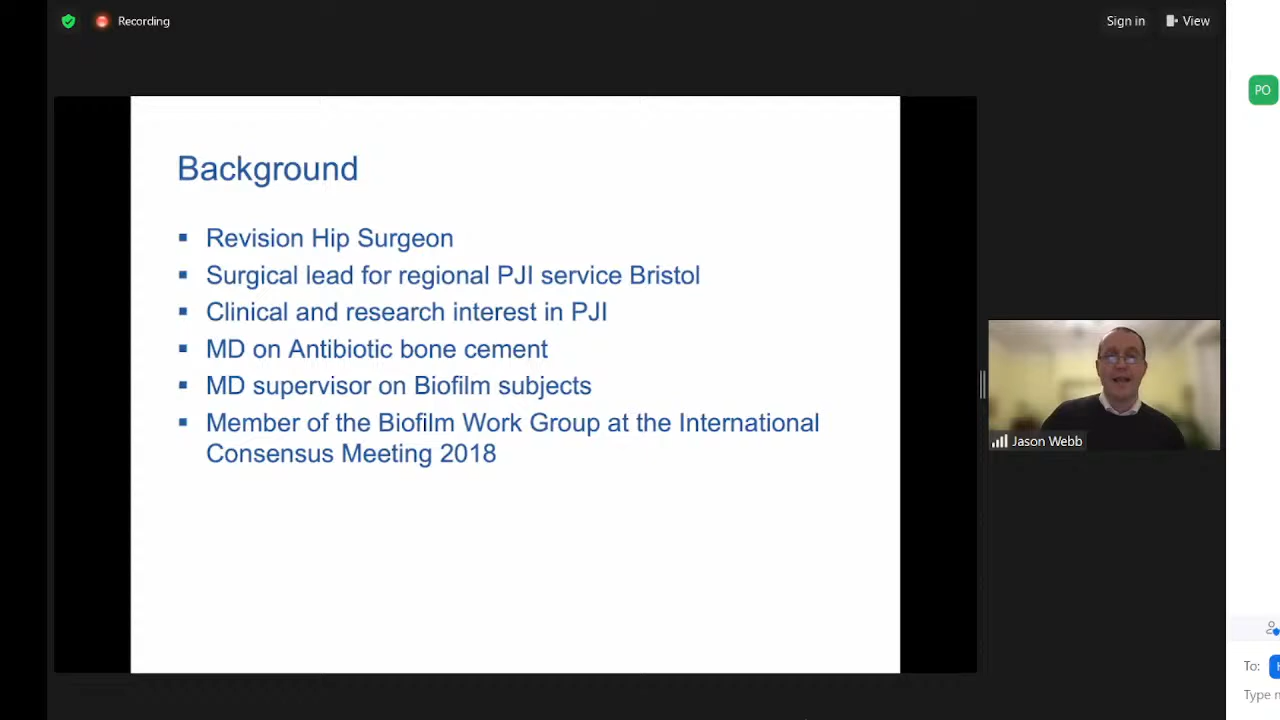 Recording
Sign in
View
PO
Background
▪ Revision Hip Surgeon
▪ Surgical lead for regional PJI service Bristol
▪ Clinical and research interest in PJI
▪ MD on Antibiotic bone cement
▪ MD supervisor on Biofilm subjects
▪ Member of the Biofilm Work Group at the International
Consensus Meeting 2018
Jason Webb
To:
Type